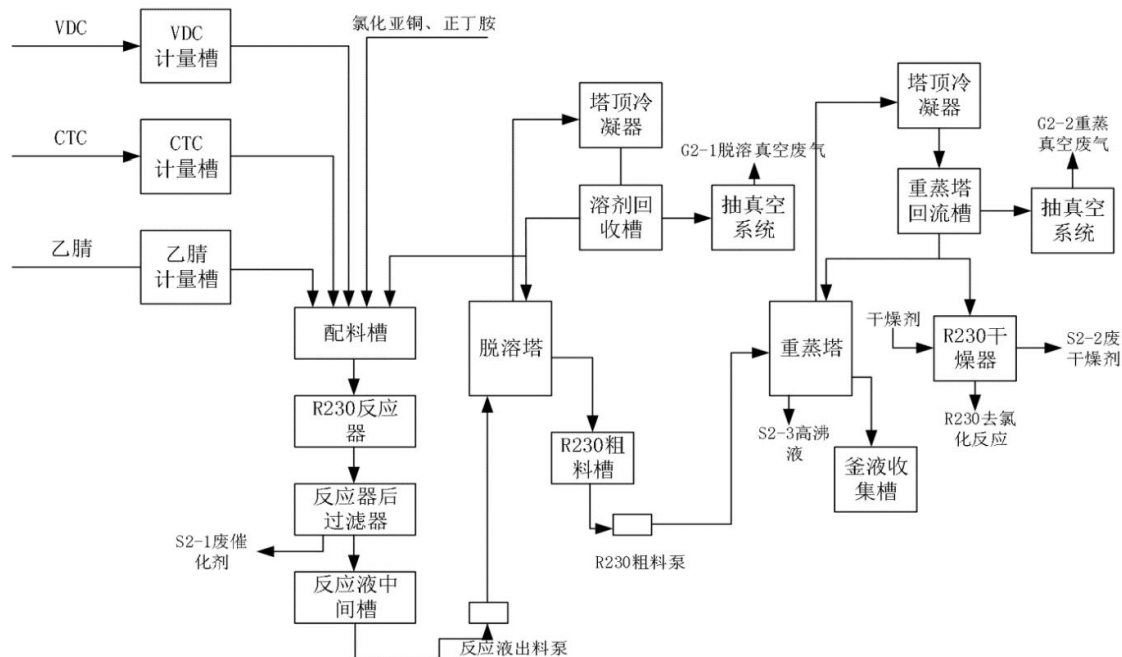 VDC
VDC
计量槽
氯化亚铜、正丁胺
CTC
CTC
计量槽
乙腈
乙腈
计量槽
配料槽
R230反应
器
反应器后
过滤器
S2-1废催
化剂
反应液中
间槽
反应液出料泵
塔顶冷
凝器
G2-1脱溶真空废气
溶剂回
收槽
抽真空
系统
脱溶塔
R230粗
料槽
R230粗料泵
塔顶冷
凝器
G2-2重蒸
真空废气
重蒸塔
回流槽
抽真空
系统
重蒸塔
干燥剂
R230干
燥器
S2-2废
干燥剂
S2-3高沸
液
R230去氯
化反应
釜液收
集槽